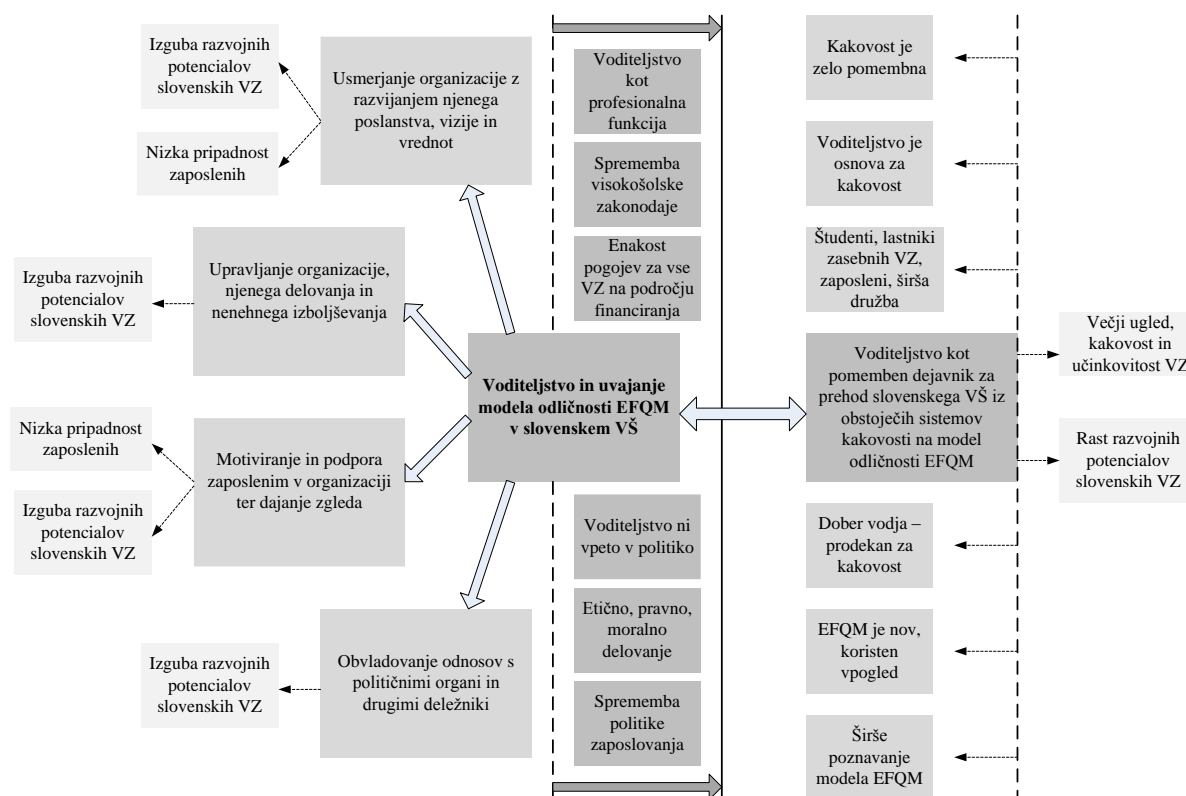 Izguba razvojnih
potencialov
slovenskih VZ
Nizka pripadnost
zaposlenih
Usmerjanje organizacije z
razvijanjem njenega
poslanstva, vizije in
vrednot
Izguba razvojnih
potencialov
slovenskih VZ
Upravljanje organizacije,
njenega delovanja in
nenehnega izboljševanja
Nizka pripadnost
zaposlenih
Izguba razvojnih
potencialov
slovenskih VZ
Motiviranje in podpora
zaposlenim v organizaciji
ter dajanje zgleda
Izguba razvojnih
potencialov
slovenskih VZ
Obvladovanje odnosov s
političnimi organi in
drugimi deležniki
Voditeljstvo
kot
profesionalna
funkcija
Sprememba
visokošolske
zakonodaje
Enakost
pogojev za vse
VZ na področju
financiranja
Voditeljstvo in uvajanje
modela odličnosti EFQM
v slovenskem VŠ
Voditeljstvo ni
vpeto v politiko
Etično, pravno,
moralno
delovanje
Sprememba
politike
zaposlovanja
Kakovost je
zelo pomembna
Voditeljstvo je
osnova za
kakovost
Študenti, lastniki
zasebnih VZ,
zaposleni, širša
družba
Voditeljstvo kot
pomemben dejavnik za
prehod slovenskega VŠ iz
obstoječih sistemov
kakovosti na model
odličnosti EFQM
Dober vodja –
prodekan za
kakovost
EFQM je nov,
koristen
vpogled
Širše
poznavanje
modela EFQM
Večji ugled,
kakovost in
učinkovitost VZ
Rast razvojnih
potencialov
slovenskih VZ